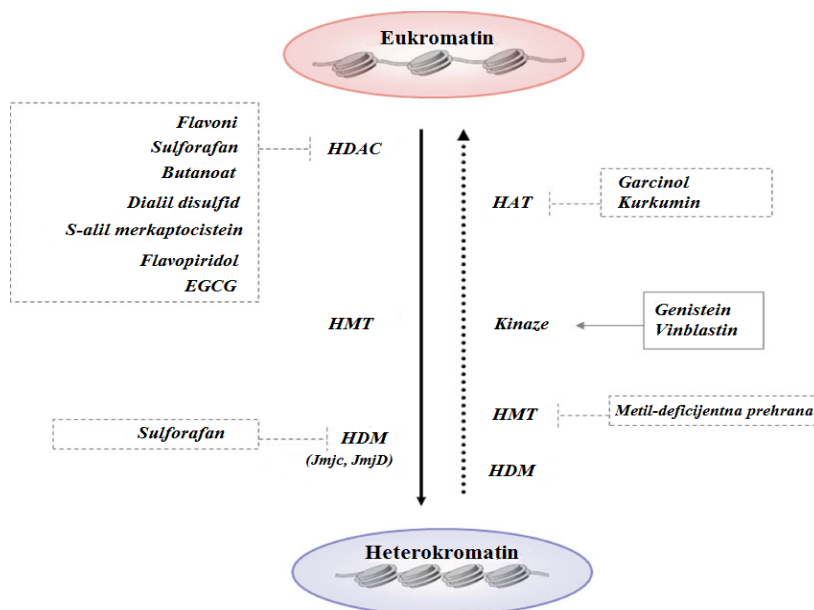 Eukromatin
Flavoni
Sulforafan
Butanoat
Dialil disulfid
S-alil merkaptocistein
Flavopiridol
EGCG
HDAC
HAT
Garcinol
Kurkumin
HMT
Kinaze
Genistein
Vinblastin
HMT
Metil-deficijentna prehrana
Sulforafan
HDM
(Jmjc, JmjD)
HDM
Heterokromatin